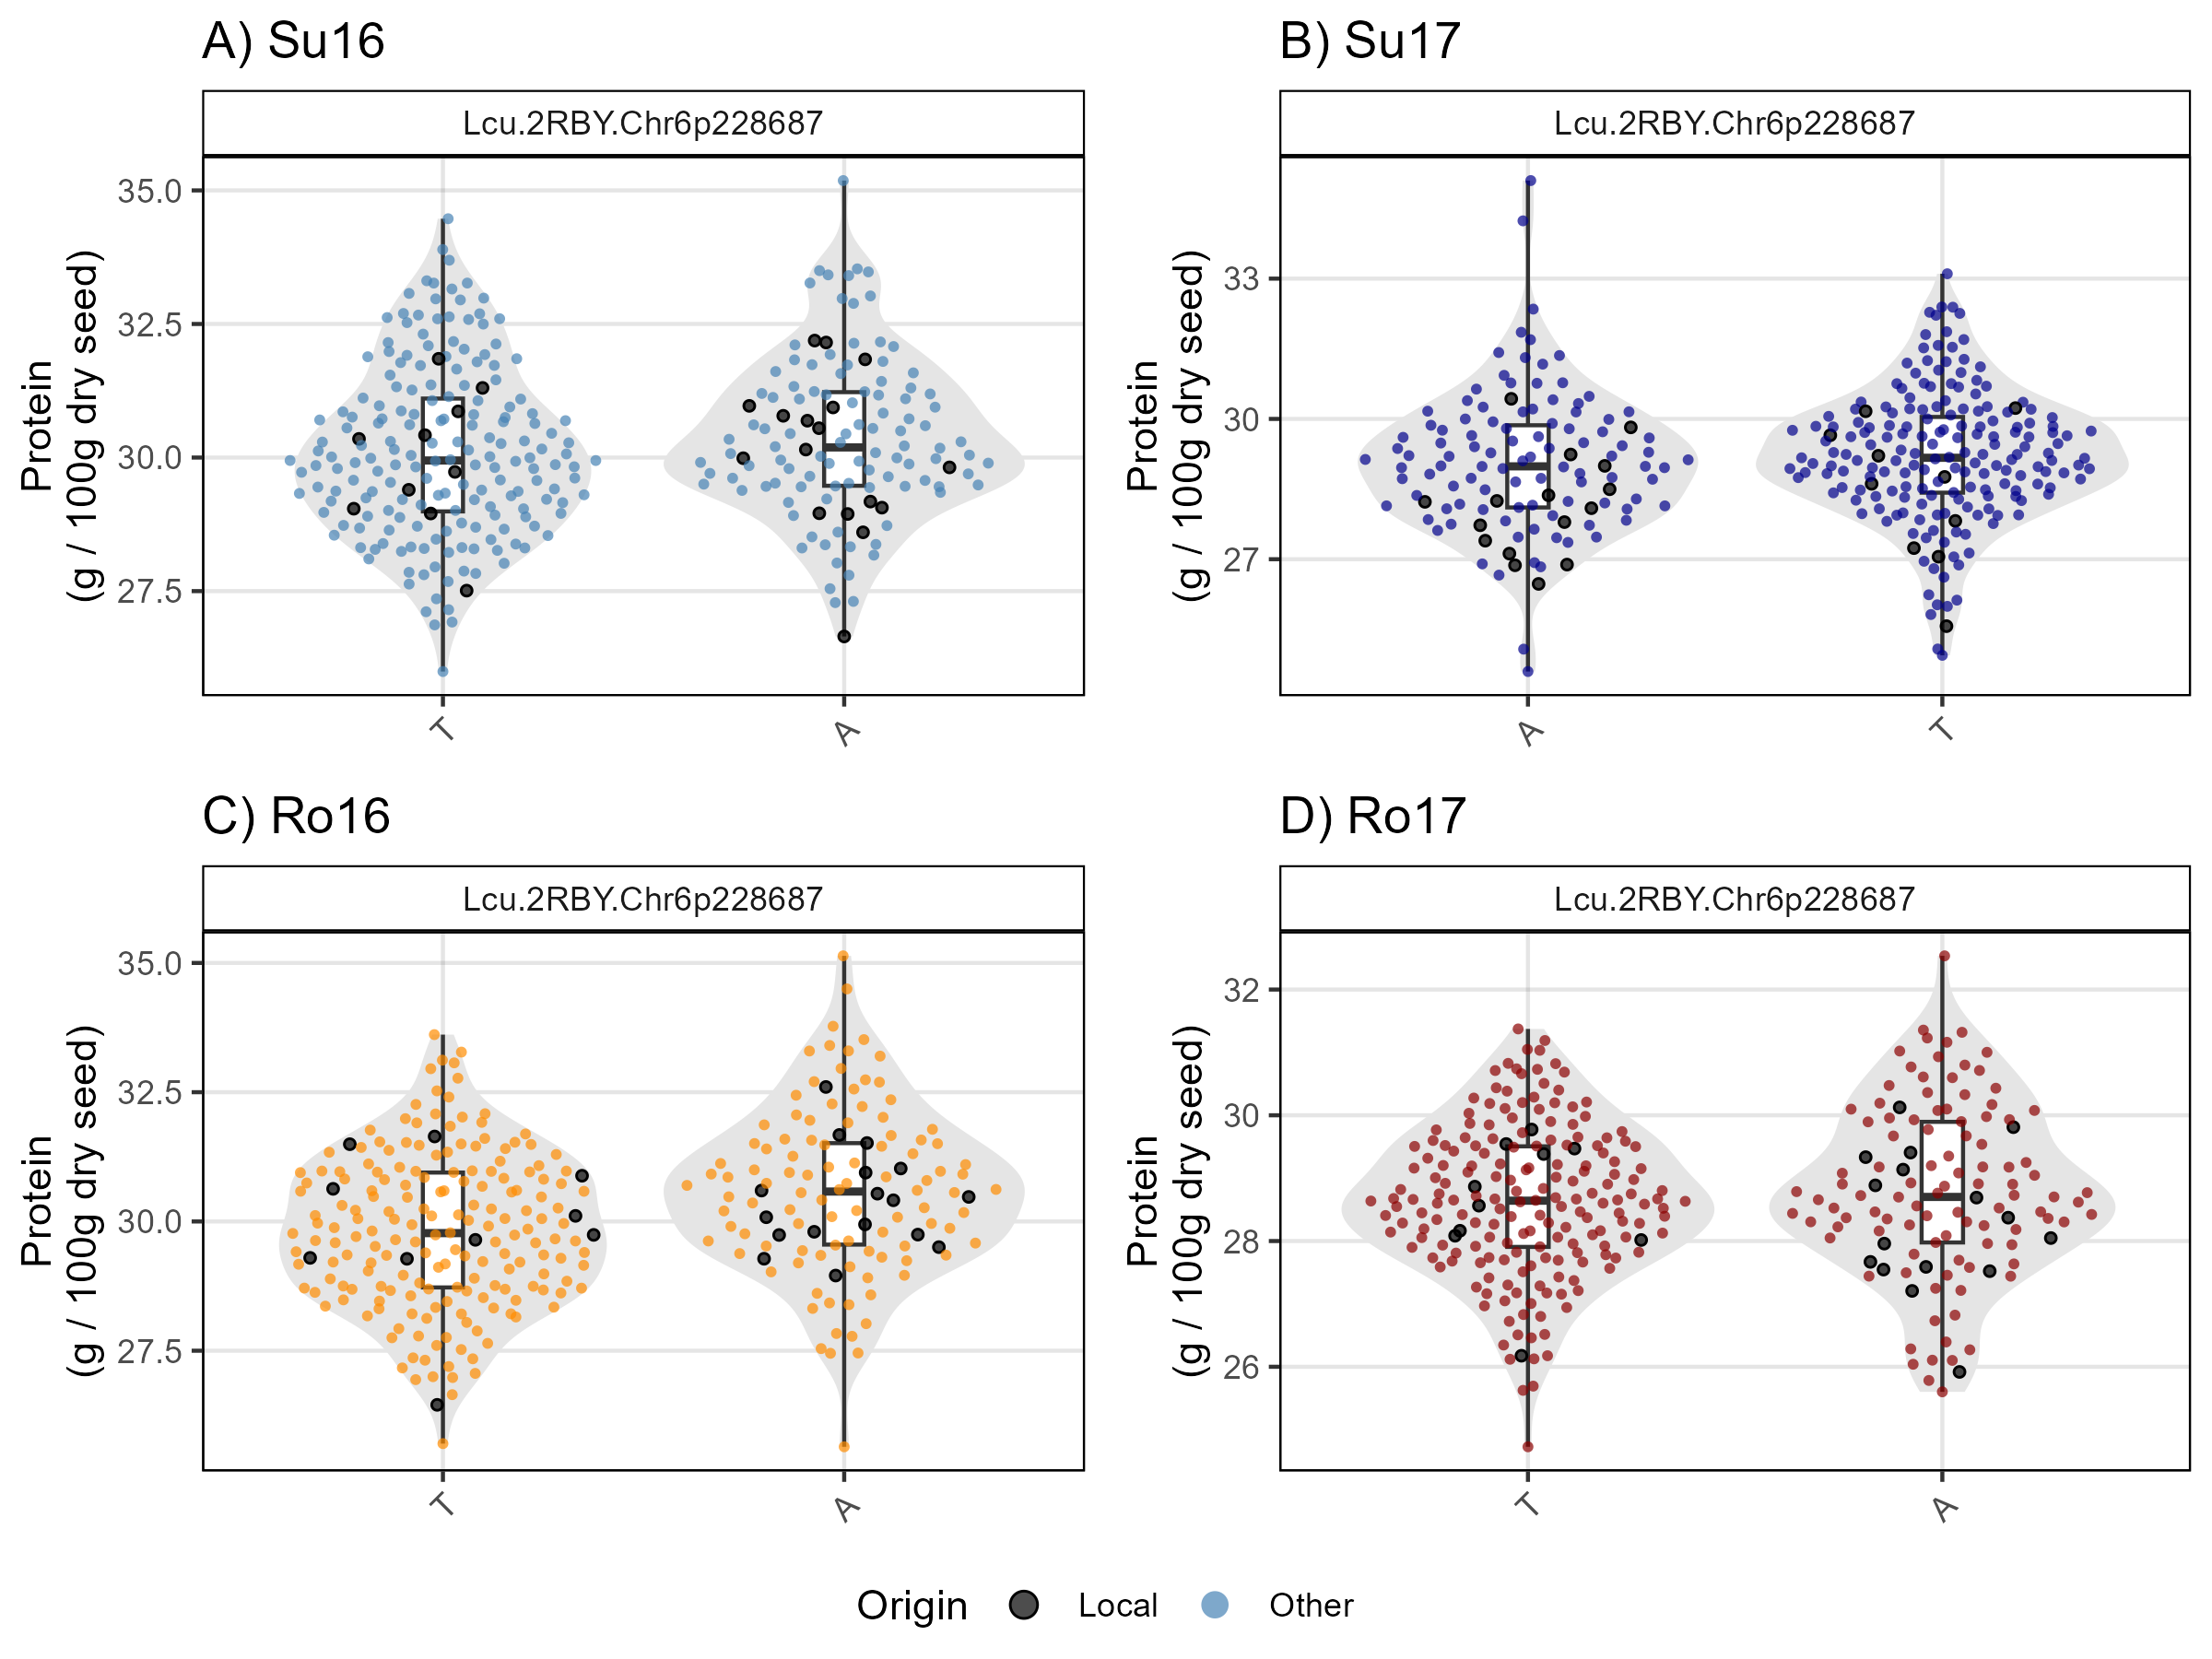 A) Su16
Lcu.2RBY.Chr6p228687
Protein
(g / 100g dry seed)
35.0
32.5
30.0
27.5
T
A
B) Su17
Lcu.2RBY.Chr6p228687
Protein
(g / 100g dry seed)
33
30
27
A
T
C) Ro16
Lcu.2RBY.Chr6p228687
Protein
(g / 100g dry seed)
35.0
32.5
30.0
27.5
T
A
D) Ro17
Lcu.2RBY.Chr6p228687
Protein
(g / 100g dry seed)
32
30
28
26
T
A
Origin Local Other